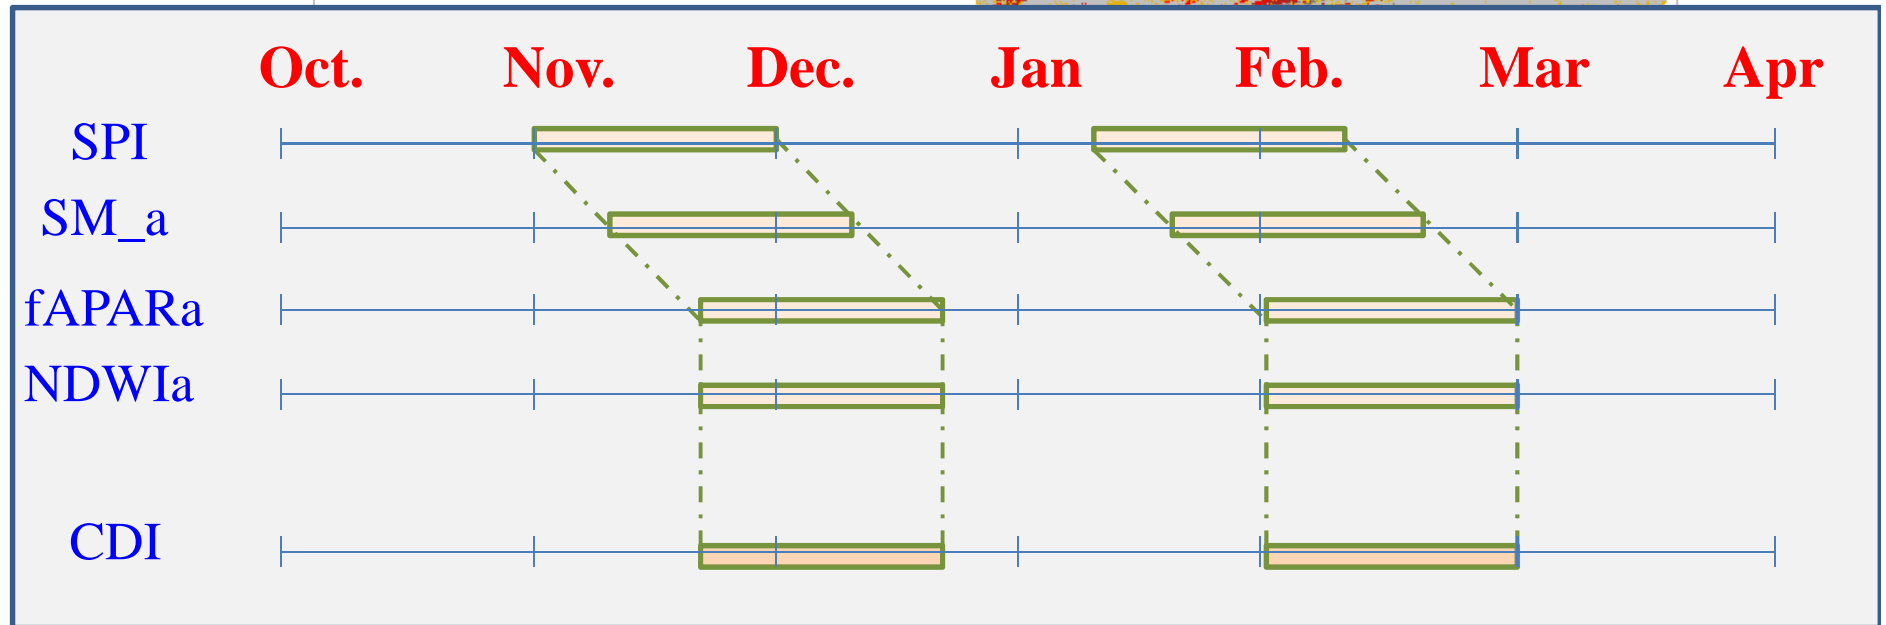 Oct. Nov. Dec. Jan Feb. Mar Apr
SPI
SM_a
fAPARa
NDWIa
CDI